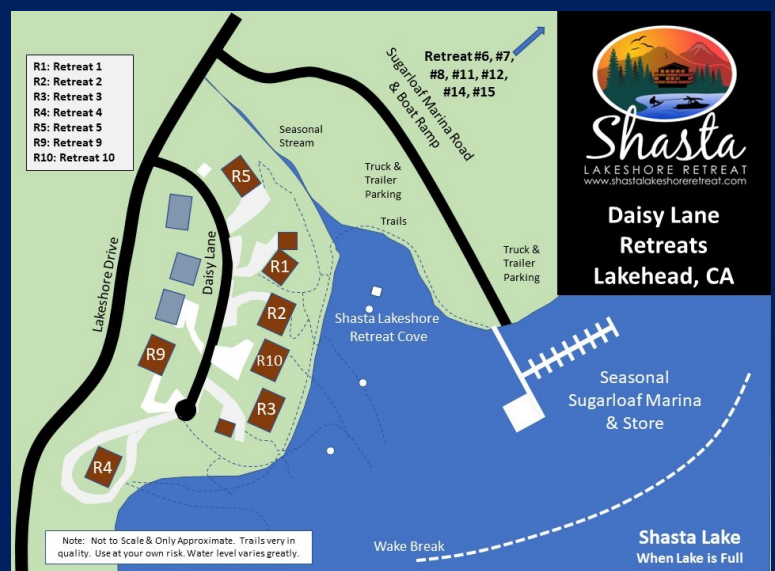 R1: Retreat 1
R2: Retreat 2
R3: Retreat 3
R4: Retreat 4
R5: Retreat 5
R9: Retreat 9
R10: Retreat 10
Retreat #6, #7,
#8, #11, #12,
#14, #15
Sugarloaf Marina Road
& Boat Ramp
Shasta
LAKESHORE RETREAT
www.shastalakeshoreretreat.com
Daisy Lane
Retreats
Lakehead, CA
Seasonal
Stream
Truck &
Trailer
Parking
Trails
Truck &
Trailer
Parking
Lakeshore Drive
Daisy Lane
R5
R1
R2
R10
R9
R3
R4
Shasta Lakeshore
Retreat Cove
Seasonal
Sugarloaf Marina
& Store
Wake Break
Shasta Lake
When Lake is Full
Note: Not to Scale & Only Approximate. Trails very in
quality. Use at your own risk. Water level varies greatly.